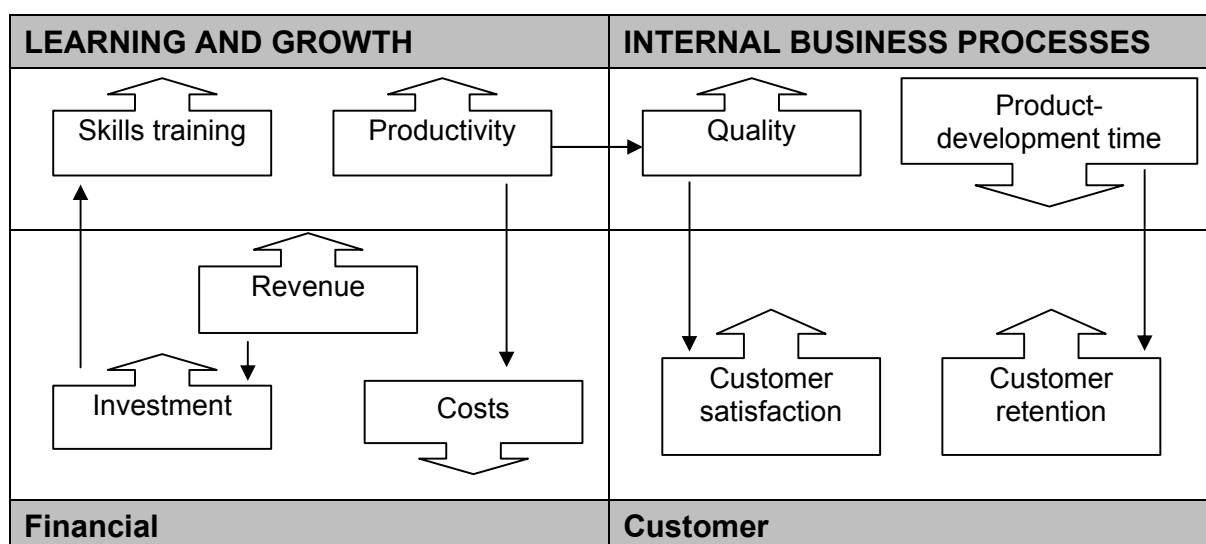 LEARNING AND GROWTH
INTERNAL BUSINESS PROCESSES
Skills training
Productivity
Quality
Product-
development time
Revenue
Investment
Costs
Customer
satisfaction
Customer
retention
Financial
Customer